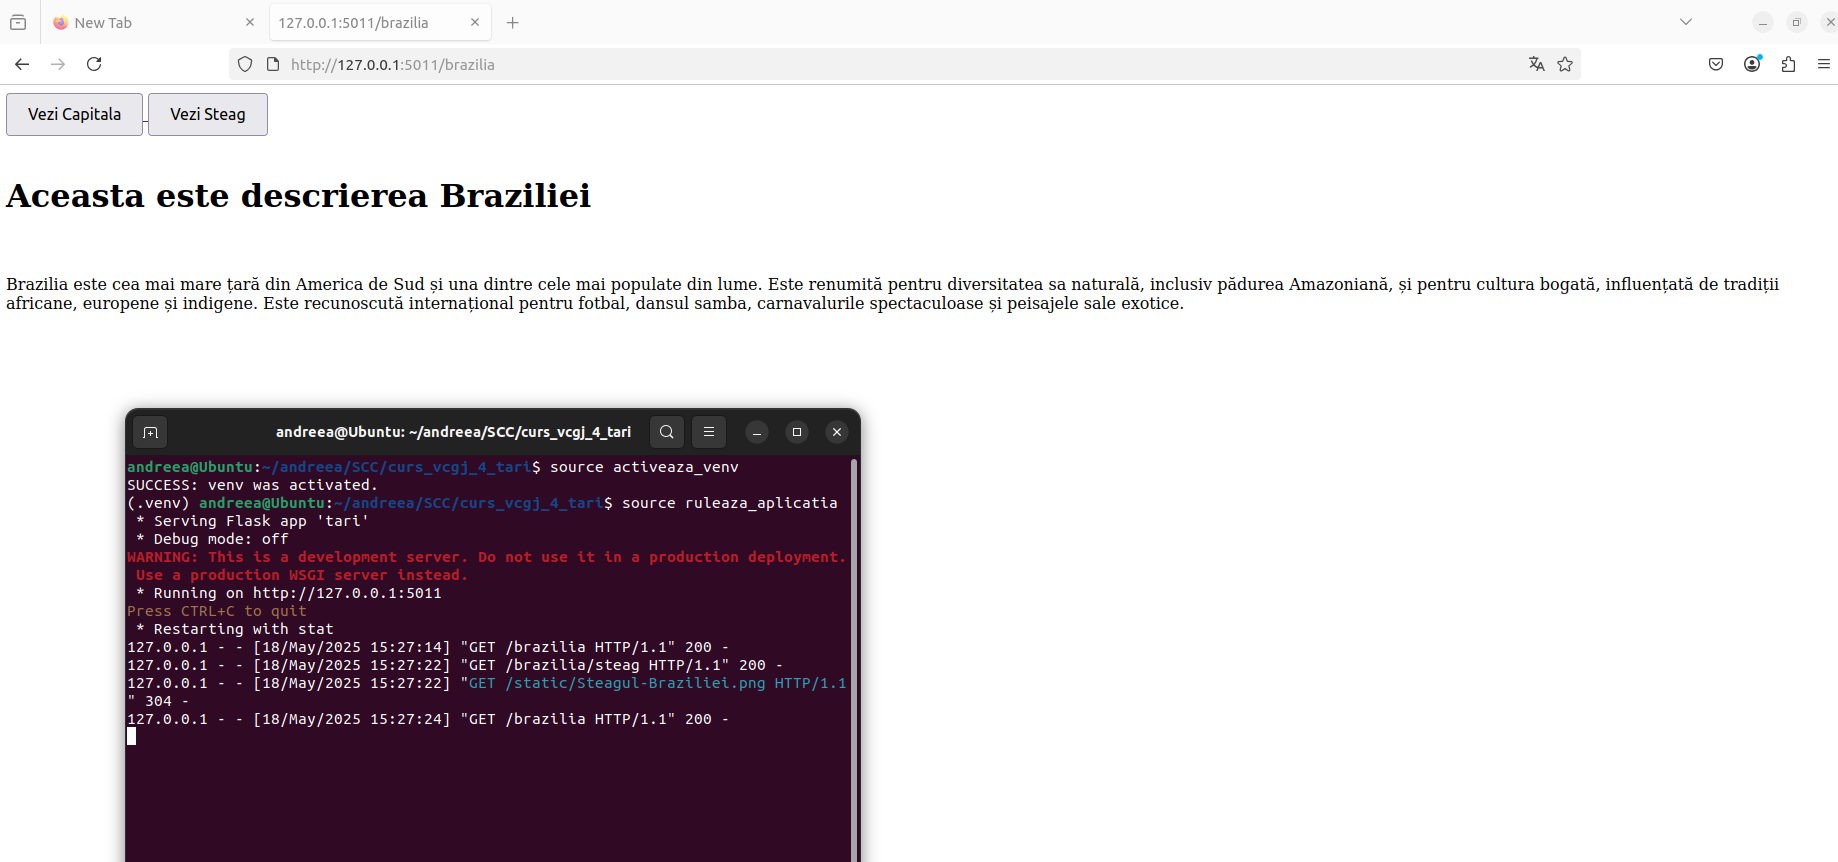 New Tab
127.0.0.1:5011/brazilia
http://127.0.0.1:5011/brazilia
Vezi Capitala Vezi Steag
Aceasta este descrierea Braziliei
Brazilia este cea mai mare țară din America de Sud și una dintre cele mai populate din lume. Este renumită pentru diversitatea sa naturală, inclusiv pădurea Amazoniană, și pentru cultura bogată, influențată de tradiții
africane, europene și indigene. Este recunoscută internațional pentru fotbal, dansul samba, carnavalurile spectaculoase și peisajele sale exotice.
andreea@Ubuntu: ~/andreea/SCC/curs_vcgj_4_tari
andreea@Ubuntu:~/andreea/SCC/curs_vcgj_4_tari$ source activeaza_venv
SUCCESS: venv was activated.
(.venv) andreea@Ubuntu:~/andreea/SCC/curs_vcgj_4_tari$ source ruleaza_aplicatia
* Serving Flask app 'tari'
* Debug mode: off
WARNING: This is a development server. Do not use it in a production deployment.
Use a production WSGI server instead.
* Running on http://127.0.0.1:5011
Press CTRL+C to quit
* Restarting with stat
127.0.0.1 - - [18/May/2025 15:27:14] "GET /brazilia HTTP/1.1" 200 -
127.0.0.1 - - [18/May/2025 15:27:22] "GET /brazilia/steag HTTP/1.1" 200 -
127.0.0.1 - - [18/May/2025 15:27:22] "GET /static/Steagul-Braziliei.png HTTP/1.1
" 304 -
127.0.0.1 - - [18/May/2025 15:27:24] "GET /brazilia HTTP/1.1" 200 -